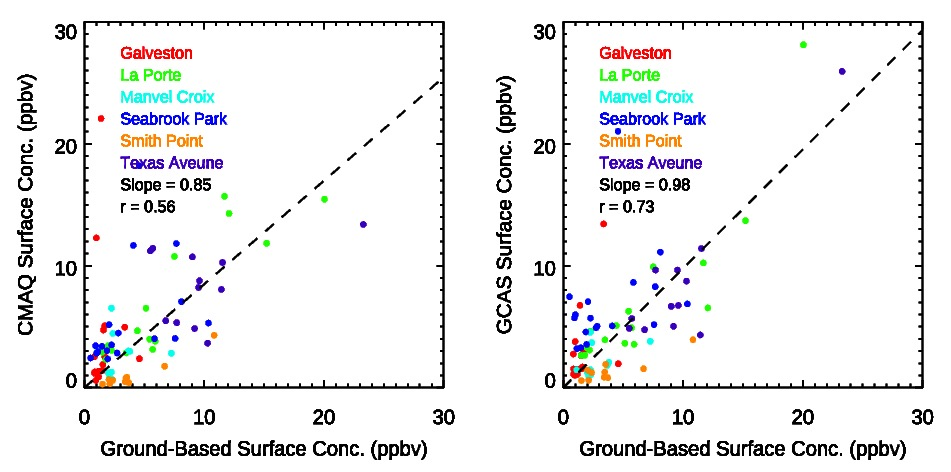 30
20
10
0
CMAQ Surface Conc. (ppbv)
Galveston
La Porte
Manvel Croix
Seabrook Park
Smith Point
Texas Aveune
Slope = 0.85
r = 0.56
0 10 20 30
Ground-Based Surface Conc. (ppbv)
30
20
10
0
GCAS Surface Conc. (ppbv)
Galveston
La Porte
Manvel Croix
Seabrook Park
Smith Point
Texas Aveune
Slope = 0.98
r = 0.73
0 10 20 30
Ground-Based Surface Conc. (ppbv)